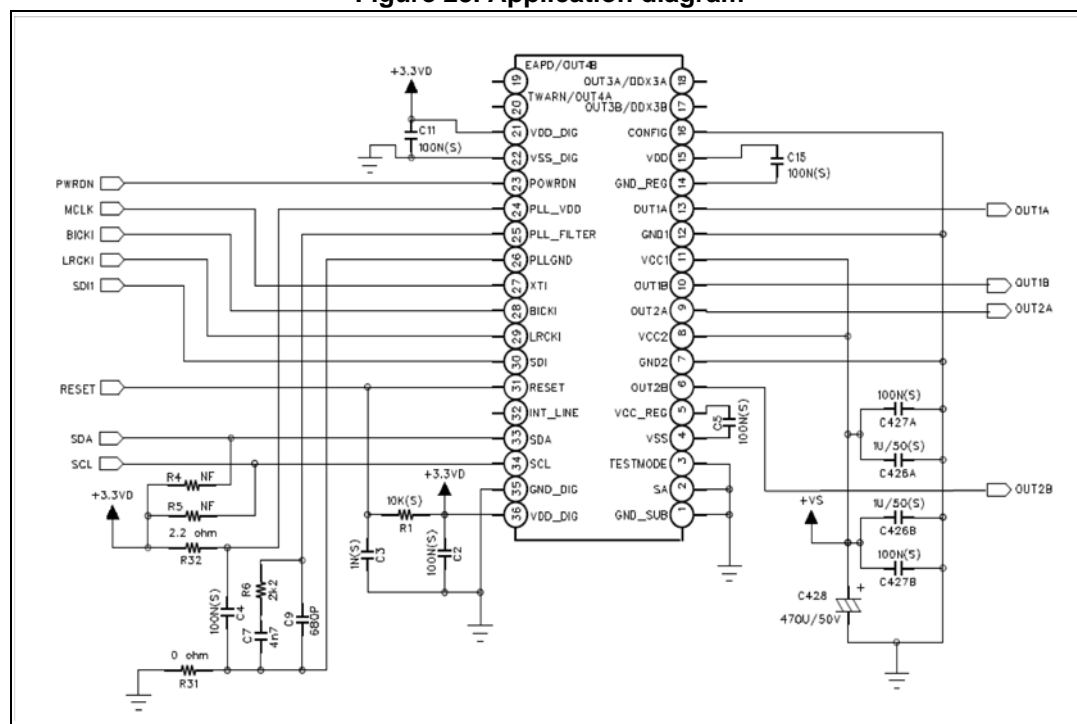 Figure 23. Application diagram
+3.3VD
C11
100N(S)
EAPD/OUT4B
19
TWARN/OUT4A
20
21 VDD_DIG
22 VSS_DIG
23 POWRDN
24 PLL_VDD
25 PLL_FILTER
26 PLLGND
27 XTI
28 BICKI
29 LRCKI
30 SDI
31 RESET
32 INT_LINE
33 SDA
34 SCL
35 GND_DIG
36 VDD_DIG
OUT3A/DDX3A 18
OUT3B/DDX3B 17
CONFIG 16
VDD 15
GND_REG 14
OUT1A 13
GND1 12
VCC1 11
OUT1B 10
OUT2A 9
VCC2 8
GND2 7
OUT2B 6
VCC_REG 5
VSS 4
TESTMODE 3
SA 2
GND_SUB 1
PWRDN
MCLK
BICKI
LRCKI
SDI1
RESET
SDA
SCL
R4 NF
+3.3VD
R5 NF
2.2 ohm
R32
100N(S)
C4
R6
2k2
C7
4n7
C9
680P
0 ohm
R31
+3.3VD
10K(S)
R1
1N(S)
C3
100N(S)
C2
C15
100N(S)
C5
100N(S)
OUT1A
OUT1B
OUT2A
OUT2B
100N(S)
C427A
1U/50(S)
C426A
+VS
1U/50(S)
C426B
100N(S)
C427B
C428
+
470U/50V